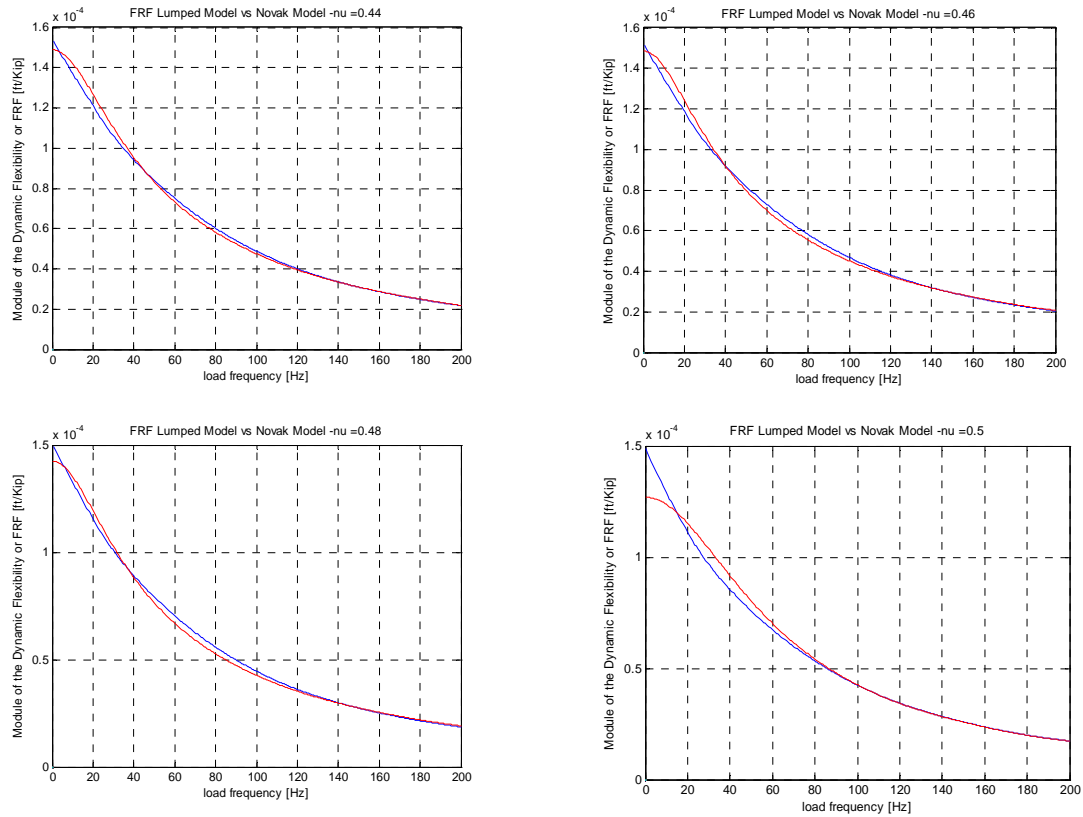 FRF Lumped Model vs Novak Model -nu =0.44
x 10^-4
Module of the Dynamic Flexibility or FRF [ft/Kip]
1.6
1.4
1.2
1
0.8
0.6
0.4
0.2
0
0 20 40 60 80 100 120 140 160 180 200
load frequency [Hz]
FRF Lumped Model vs Novak Model -nu =0.46
x 10^-4
Module of the Dynamic Flexibility or FRF [ft/Kip]
1.6
1.4
1.2
1
0.8
0.6
0.4
0.2
0
0 20 40 60 80 100 120 140 160 180 200
load frequency [Hz]
FRF Lumped Model vs Novak Model -nu =0.48
x 10^-4
Module of the Dynamic Flexibility or FRF [ft/Kip]
1.5
1
0.5
0
0 20 40 60 80 100 120 140 160 180 200
load frequency [Hz]
FRF Lumped Model vs Novak Model -nu =0.5
x 10^-4
Module of the Dynamic Flexibility or FRF [ft/Kip]
1.5
1
0.5
0
0 20 40 60 80 100 120 140 160 180 200
load frequency [Hz]